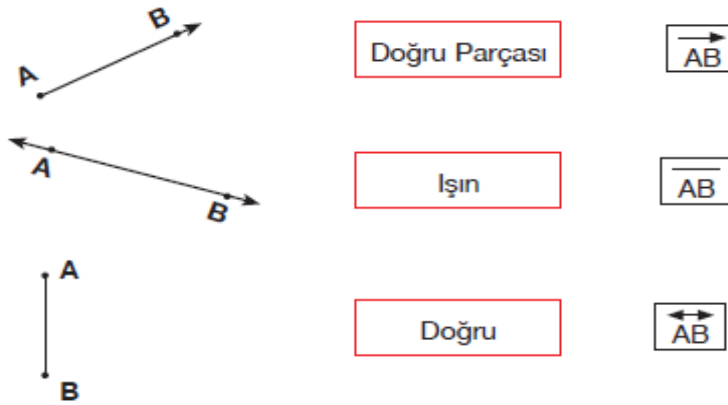 A B
Doğru Parçası
AB
A B
Işın
AB
A
B
Doğru
AB